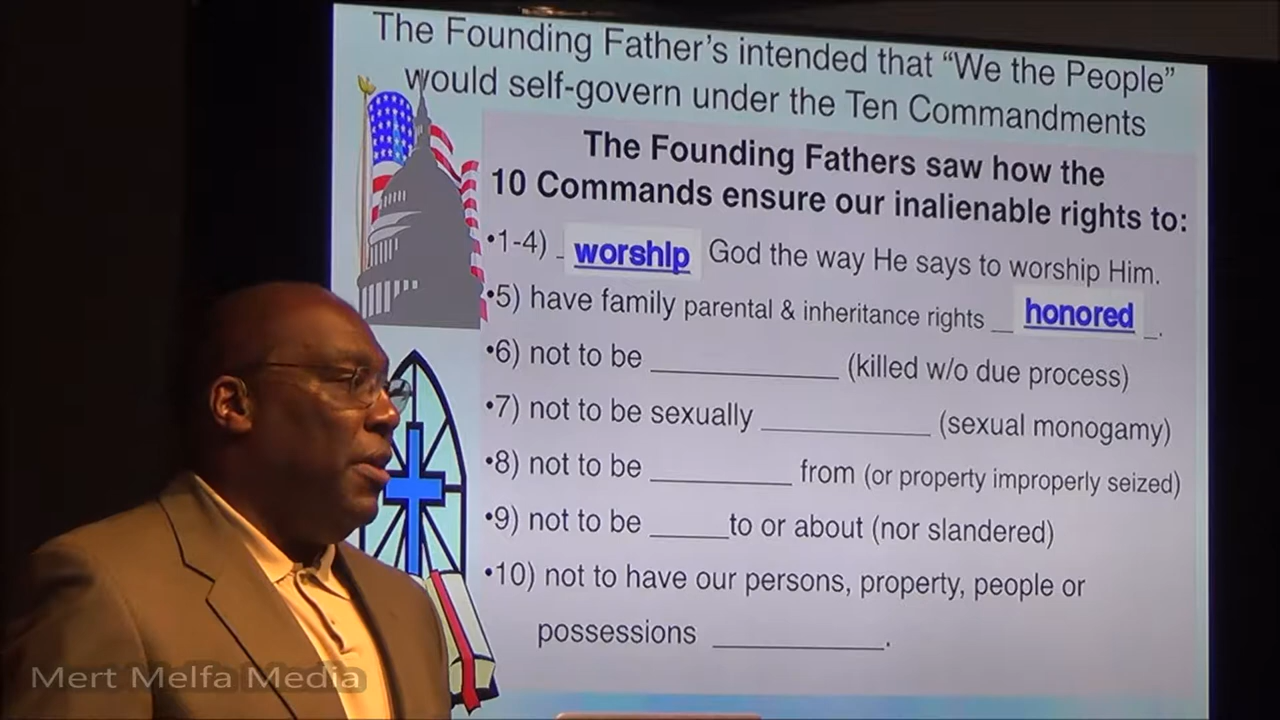 The Founding Father's intended that “We the People”
would self-govern under the Ten Commandments
The Founding Fathers saw how the
10 Commands ensure our inalienable rights to:
•1-4) _ worship God the way He says to worship Him.
•5) have family parental & inheritance rights __ honored _.
•6) not to be ____________ (killed w/o due process)
•7) not to be sexually ___________ (sexual monogamy)
•8) not to be _________ from (or property improperly seized)
•9) not to be _____to or about (nor slandered)
•10) not to have our persons, property, people or
possessions ___________.
Mert Melfa Media